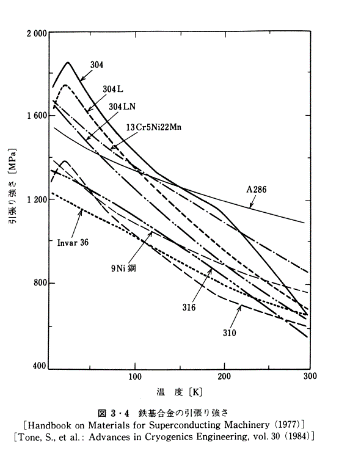 2 000
1 600
1 200
800
400
引張り強さ [MPa]
304
304L
304LN
13Cr5Ni22Mn
A286
Invar 36
9Ni 鋼
316
310
0
100
200
300
温 度 [K]
図 3・4 鉄基合金の引張り強さ
[Handbook on Materials for Superconducting Machinery (1977)]
[Tone, S., et al.: Advances in Cryogenics Engineering, vol. 30 (1984)]